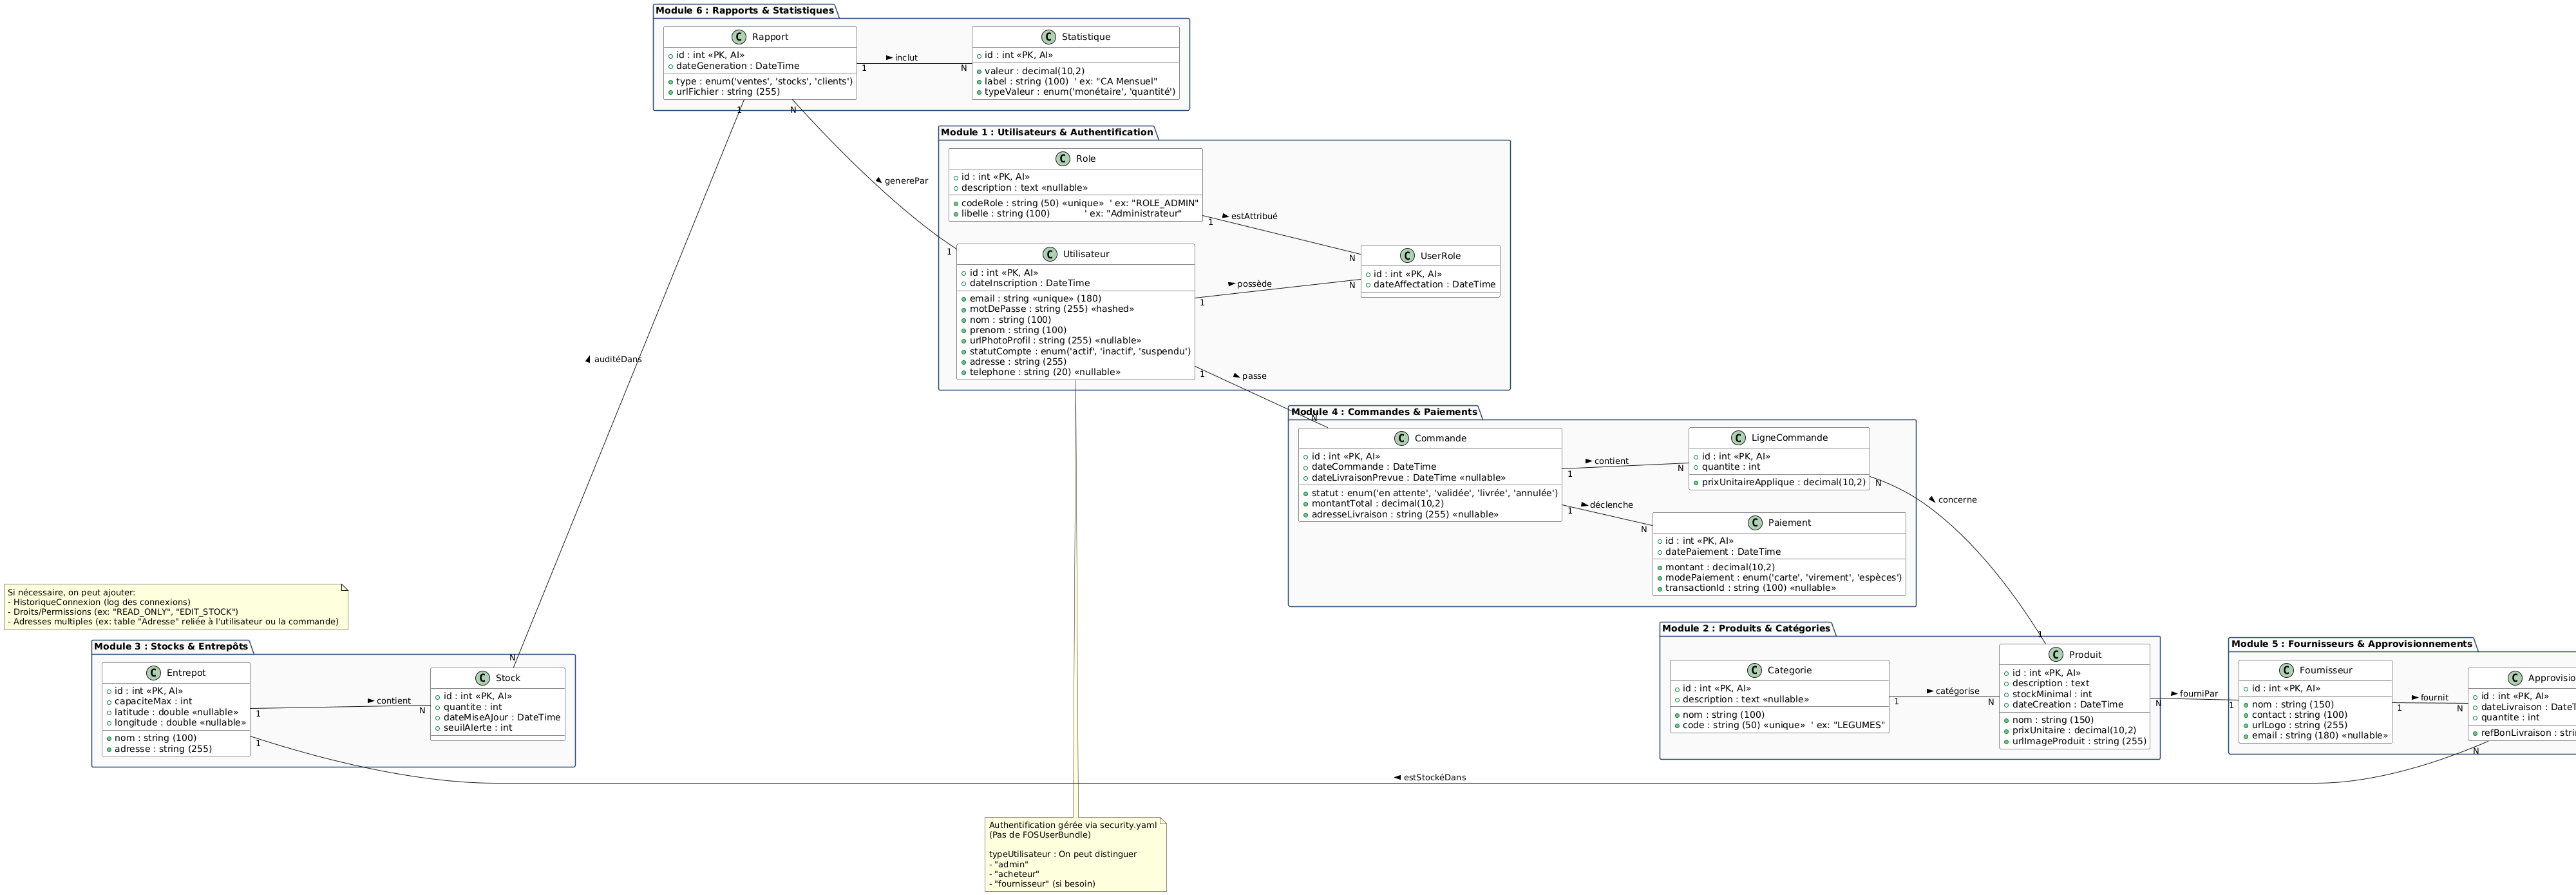 Module 6 : Rapports & Statistiques
C Rapport
id : int «PK, AI»
dateGeneration : DateTime
type : enum('ventes', 'stocks', 'clients')
urlFichier : string (255)
inclut
1
N
C Statistique
id : int «PK, AI»
valeur : decimal(10,2)
label : string (100)  ' ex: "CA Mensuel"
typeValeur : enum('monétaire', 'quantité')
1
N
generePar
1
Module 1 : Utilisateurs & Authentification
C Role
id : int «PK, AI»
description : text «nullable»
codeRole : string (50) «unique»  ' ex: "ROLE_ADMIN"
libelle : string (100)            ' ex: "Administrateur"
1
estAttribué
N
C Utilisateur
id : int «PK, AI»
dateInscription : DateTime
email : string «unique» (180)
motDePasse : string (255) «hashed»
nom : string (100)
prenom : string (100)
urlPhotoProfil : string (255) «nullable»
statutCompte : enum('actif', 'inactif', 'suspendu')
adresse : string (255)
telephone : string (20) «nullable»
1
possède
N
C UserRole
id : int «PK, AI»
dateAffectation : DateTime
auditéDans
1
passe
N
Module 4 : Commandes & Paiements
C Commande
id : int «PK, AI»
dateCommande : DateTime
dateLivraisonPrevue : DateTime «nullable»
statut : enum('en attente', 'validée', 'livrée', 'annulée')
montantTotal : decimal(10,2)
adresseLivraison : string (255) «nullable»
1
contient
N
C LigneCommande
id : int «PK, AI»
quantite : int
prixUnitaireApplique : decimal(10,2)
1
déclenche
N
C Paiement
id : int «PK, AI»
datePaiement : DateTime
montant : decimal(10,2)
modePaiement : enum('carte', 'virement', 'espèces')
transactionId : string (100) «nullable»
N
concerne
1
Si nécessaire, on peut ajouter:
- HistoriqueConnexion (log des connexions)
- Droits/Permissions (ex: "READ_ONLY", "EDIT_STOCK")
- Adresses multiples (ex: table "Adresse" reliée à l'utilisateur ou la commande)
Module 3 : Stocks & Entrepôts
C Entrepot
id : int «PK, AI»
capaciteMax : int
latitude : double «nullable»
longitude : double «nullable»
nom : string (100)
adresse : string (255)
1
contient
N
N
C Stock
id : int «PK, AI»
quantite : int
dateMiseAJour : DateTime
seuilAlerte : int
1
Module 2 : Produits & Catégories
C Categorie
id : int «PK, AI»
description : text «nullable»
nom : string (100)
code : string (50) «unique»  ' ex: "LEGUMES"
1
catégorise
N
C Produit
id : int «PK, AI»
description : text
stockMinimal : int
dateCreation : DateTime
nom : string (150)
prixUnitaire : decimal(10,2)
urlImageProduit : string (255)
N
fourniPar
1
Module 5 : Fournisseurs & Approvisionnements
C Fournisseur
id : int «PK, AI»
nom : string (150)
contact : string (100)
urlLogo : string (255)
email : string (180) «nullable»
1
fournit
N
C Approvisio
id : int «PK, AI»
dateLivraison : DateT
quantite : int
refBonLivraison : stri
N
estStockéDans
Authentification gérée via security.yaml
(Pas de FOSUserBundle)
typeUtilisateur : On peut distinguer
- "admin"
- "acheteur"
- "fournisseur" (si besoin)